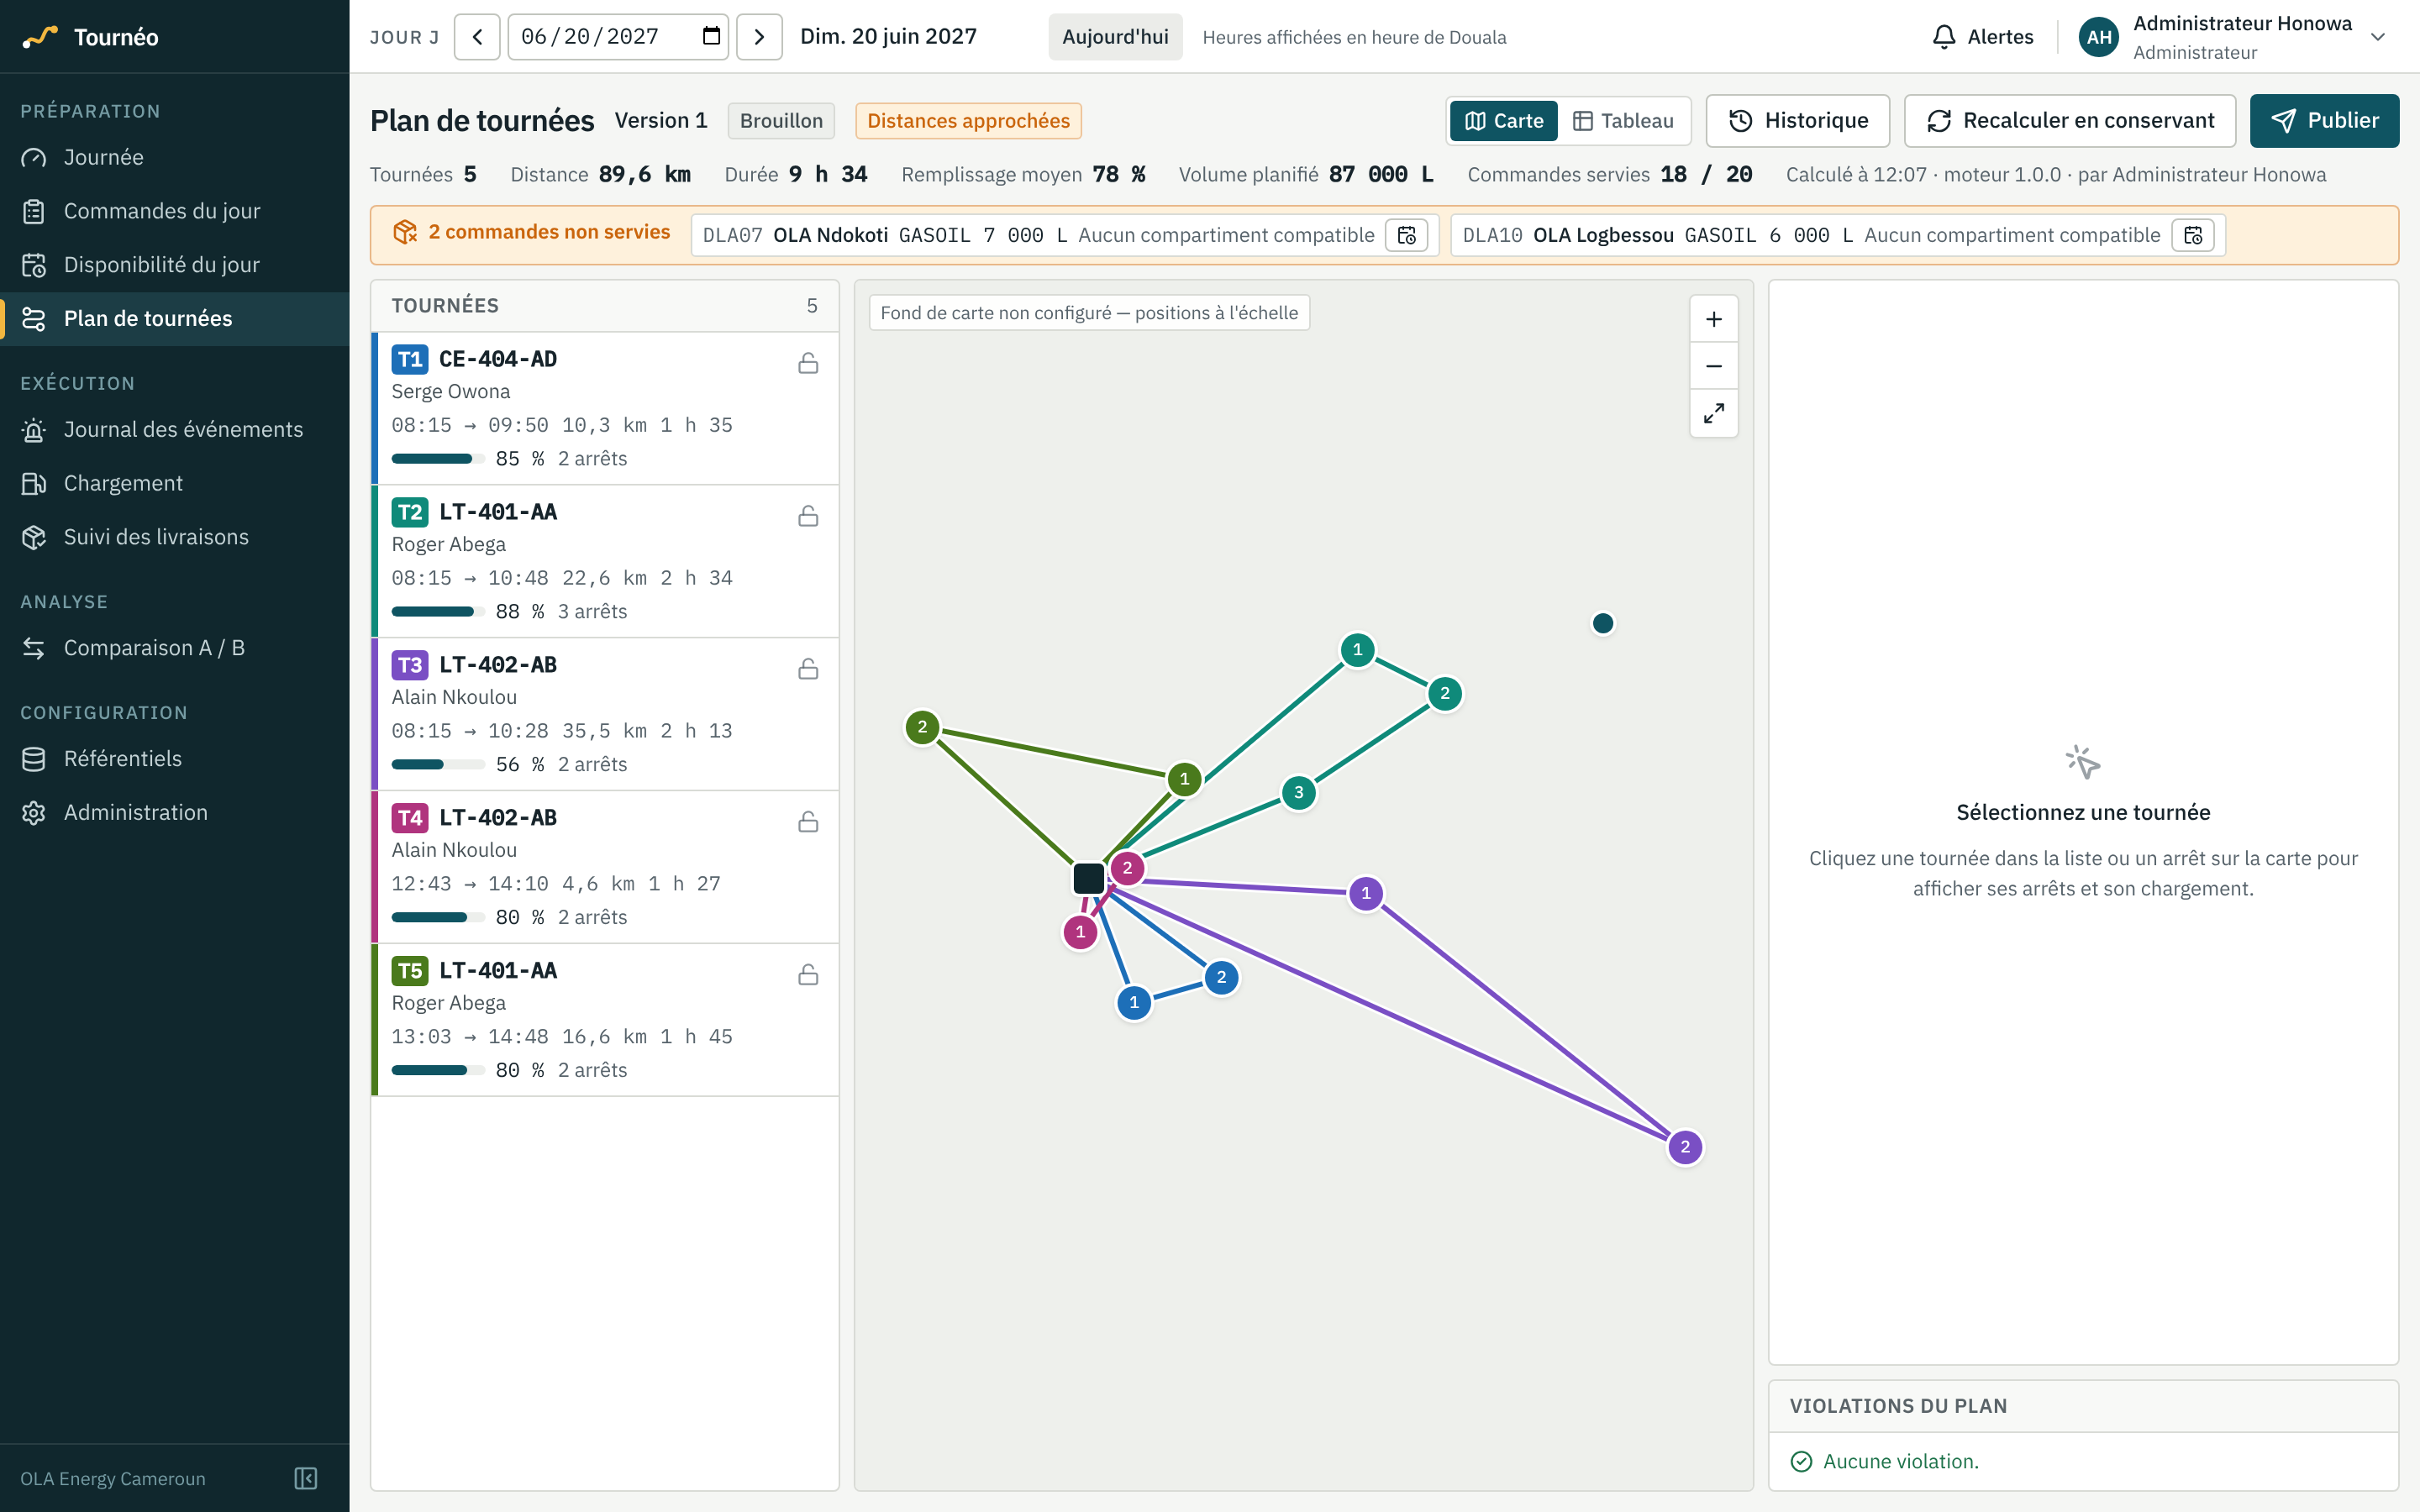 Tournéo
JOUR J
06/20/2027
Dim. 20 juin 2027
Aujourd'hui
Heures affichées en heure de Douala
Alertes
AH
Administrateur Honowa
Administrateur
PRÉPARATION
Journée
Commandes du jour
Disponibilité du jour
Plan de tournées
EXÉCUTION
Journal des événements
Chargement
Suivi des livraisons
ANALYSE
Comparaison A / B
CONFIGURATION
Référentiels
Administration
OLA Energy Cameroun
Plan de tournées
Version 1
Brouillon
Distances approchées
Carte
Tableau
Historique
Recalculer en conservant
Publier
Tournées 5
Distance 89,6 km
Durée 9 h 34
Remplissage moyen 78 %
Volume planifié 87 000 L
Commandes servies 18 / 20
Calculé à 12:07 · moteur 1.0.0 · par Administrateur Honowa
2 commandes non servies
DLA07 OLA Ndokoti GASOIL 7 000 L Aucun compartiment compatible
DLA10 OLA Logbessou GASOIL 6 000 L Aucun compartiment compatible
TOURNÉES 5
T1 CE-404-AD
Serge Owona
08:15 → 09:50 10,3 km 1 h 35
85 % 2 arrêts
T2 LT-401-AA
Roger Abega
08:15 → 10:48 22,6 km 2 h 34
88 % 3 arrêts
T3 LT-402-AB
Alain Nkoulou
08:15 → 10:28 35,5 km 2 h 13
56 % 2 arrêts
T4 LT-402-AB
Alain Nkoulou
12:43 → 14:10 4,6 km 1 h 27
80 % 2 arrêts
T5 LT-401-AA
Roger Abega
13:03 → 14:48 16,6 km 1 h 45
80 % 2 arrêts
Fond de carte non configuré — positions à l'échelle
+
−
1
2
2
1
3
2
1
1
2
1
2
Sélectionnez une tournée
Cliquez une tournée dans la liste ou un arrêt sur la carte pour
afficher ses arrêts et son chargement.
VIOLATIONS DU PLAN
Aucune violation.